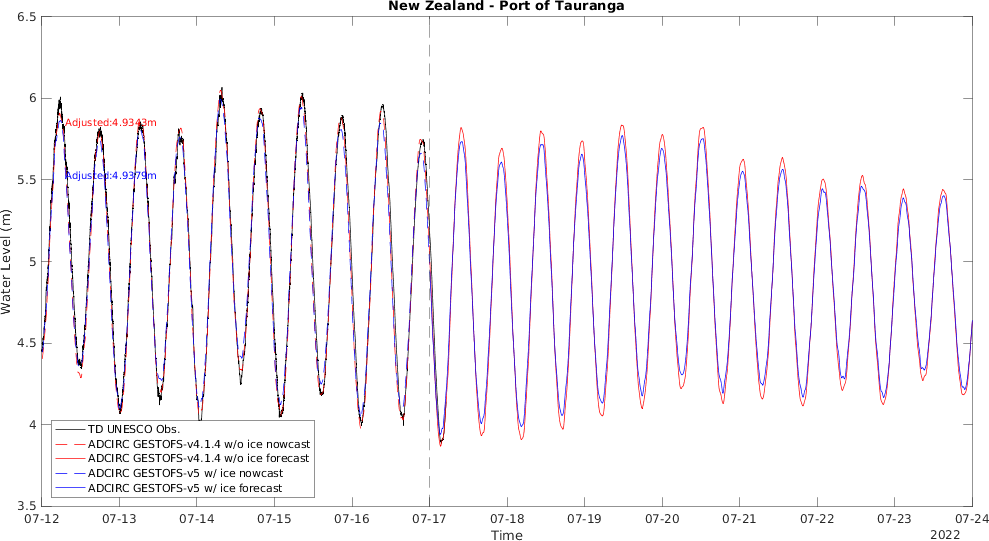 New Zealand - Port of Tauranga
6.5
6
5.5
5
4.5
4
3.5
Water Level (m)
Adjusted:4.9343m
Adjusted:4.9379m
TD UNESCO Obs.
ADCIRC GESTOFS-v4.1.4 w/o ice nowcast
ADCIRC GESTOFS-v4.1.4 w/o ice forecast
ADCIRC GESTOFS-v5 w/ ice nowcast
ADCIRC GESTOFS-v5 w/ ice forecast
07-12 07-13 07-14 07-15 07-16 07-17 07-18 07-19 07-20 07-21 07-22 07-23 07-24
Time
2022